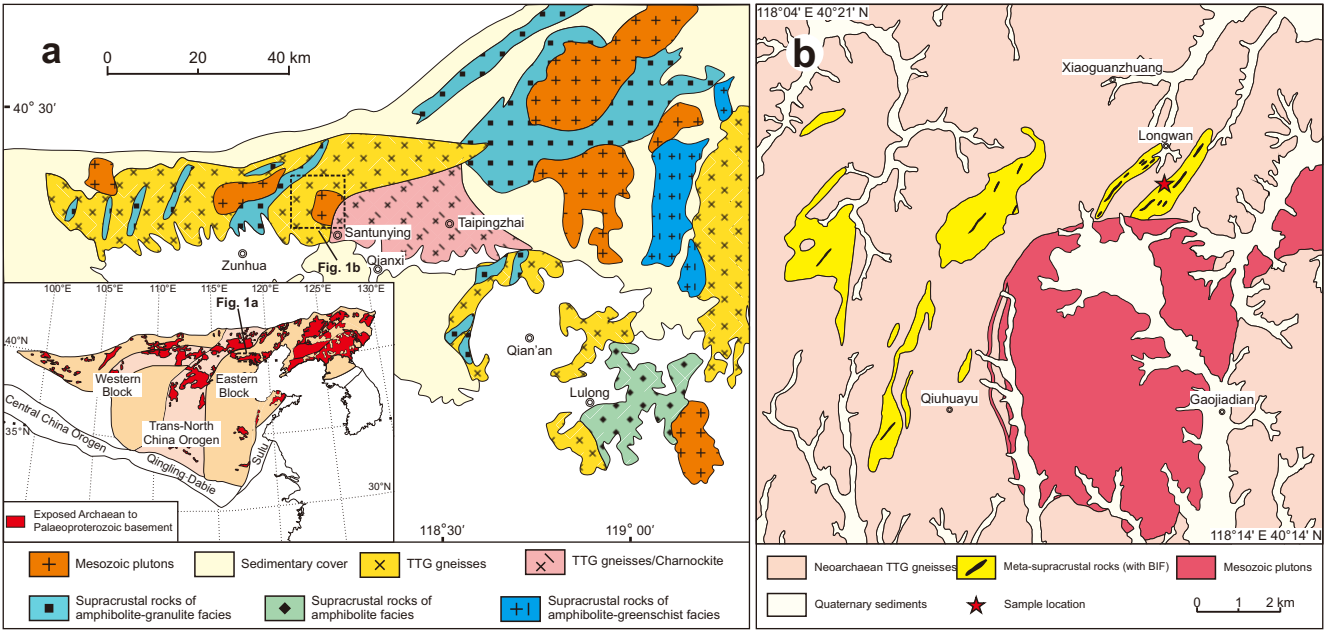 a
0 20 40 km
40° 30'
Santunying
Taipingzhai
Zunhua
Fig. 1b
Qianxi
Qian'an
Lulong
118°30'
119° 00'
100°E 105°E 110°E 115°E 120°E 125°E 130°E
Fig. 1a
40°N
35°N
30°N
Western
Block
Eastern
Block
Trans-North
China Orogen
Central China Orogen
Qingling-Dabie
Sulu
Exposed Archaean to
Palaeoproterozoic basement
Mesozoic plutons
Sedimentary cover
TTG gneisses
TTG gneisses/Charnockite
Supracrustal rocks of
amphibolite-granulite facies
Supracrustal rocks of
amphibolite facies
Supracrustal rocks of
amphibolite-greenschist facies
118°04' E 40°21' N
b
Xiaoguanzhuang
Longwan
Qiuhuayu
Gaojiadian
118°14' E 40°14' N
Neoarchaean TTG gneisses
Meta-supracrustal rocks (with BIF)
Mesozoic plutons
Quaternary sediments
Sample location
0 1 2 km